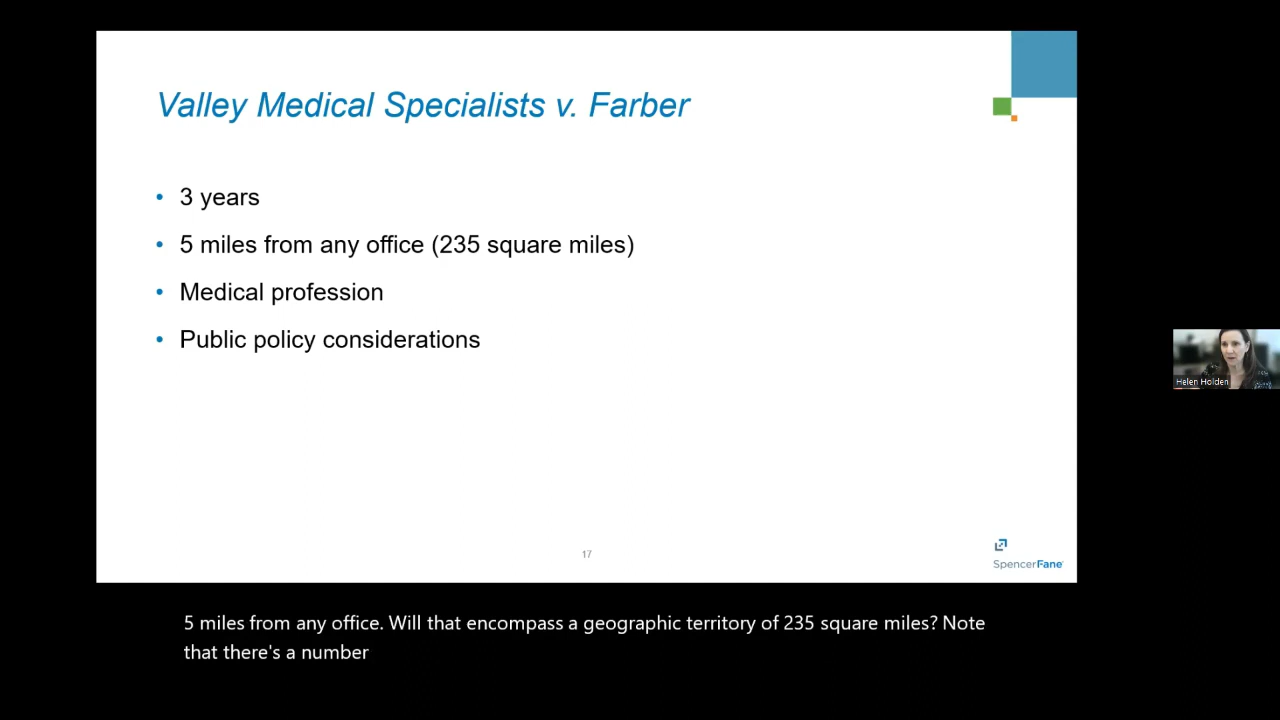 Valley Medical Specialists v. Farber
• 3 years
• 5 miles from any office (235 square miles)
• Medical profession
• Public policy considerations
Helen Holden
17
SpencerFane
5 miles from any office. Will that encompass a geographic territory of 235 square miles? Note
that there's a number